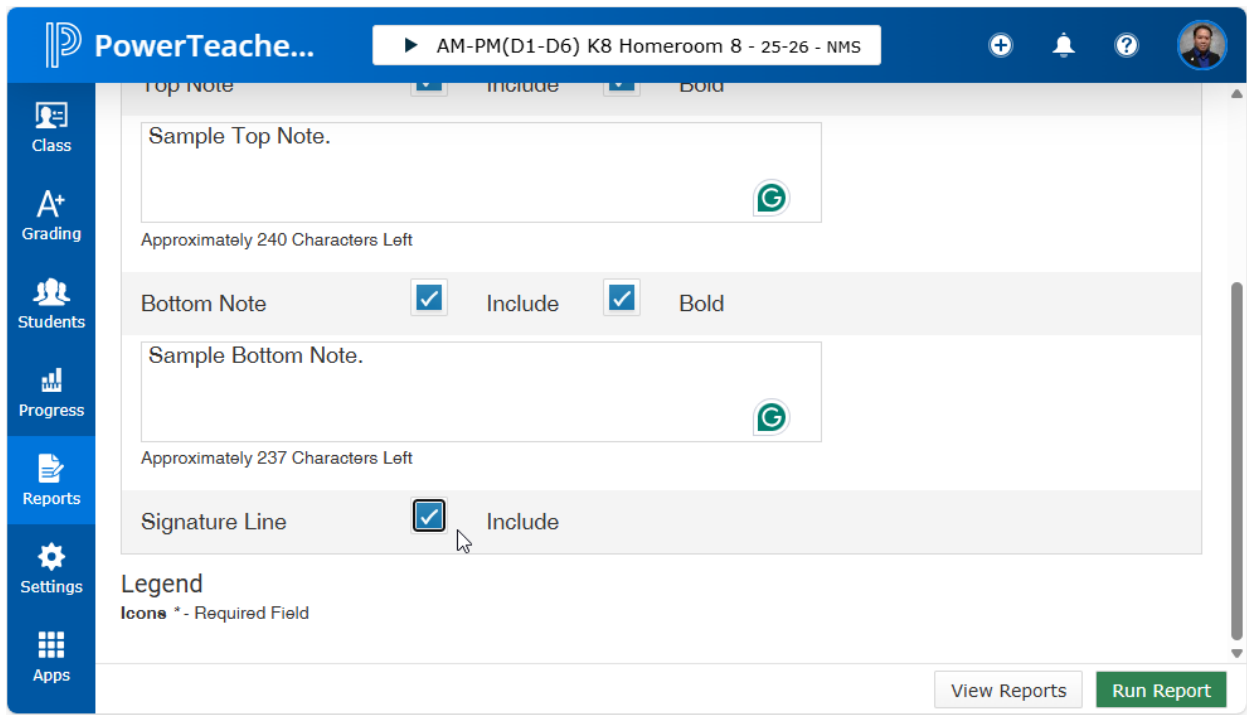 PowerTeache...
AM-PM(D1-D6) K8 Homeroom 8 - 25-26 - NMS
Class
A+
Grading
Students
Progress
Reports
Settings
Apps
Top Note Include Bold
Sample Top Note.
Approximately 240 Characters Left
Bottom Note Include Bold
Sample Bottom Note.
Approximately 237 Characters Left
Signature Line Include
Legend
Icons * - Required Field
View Reports Run Report